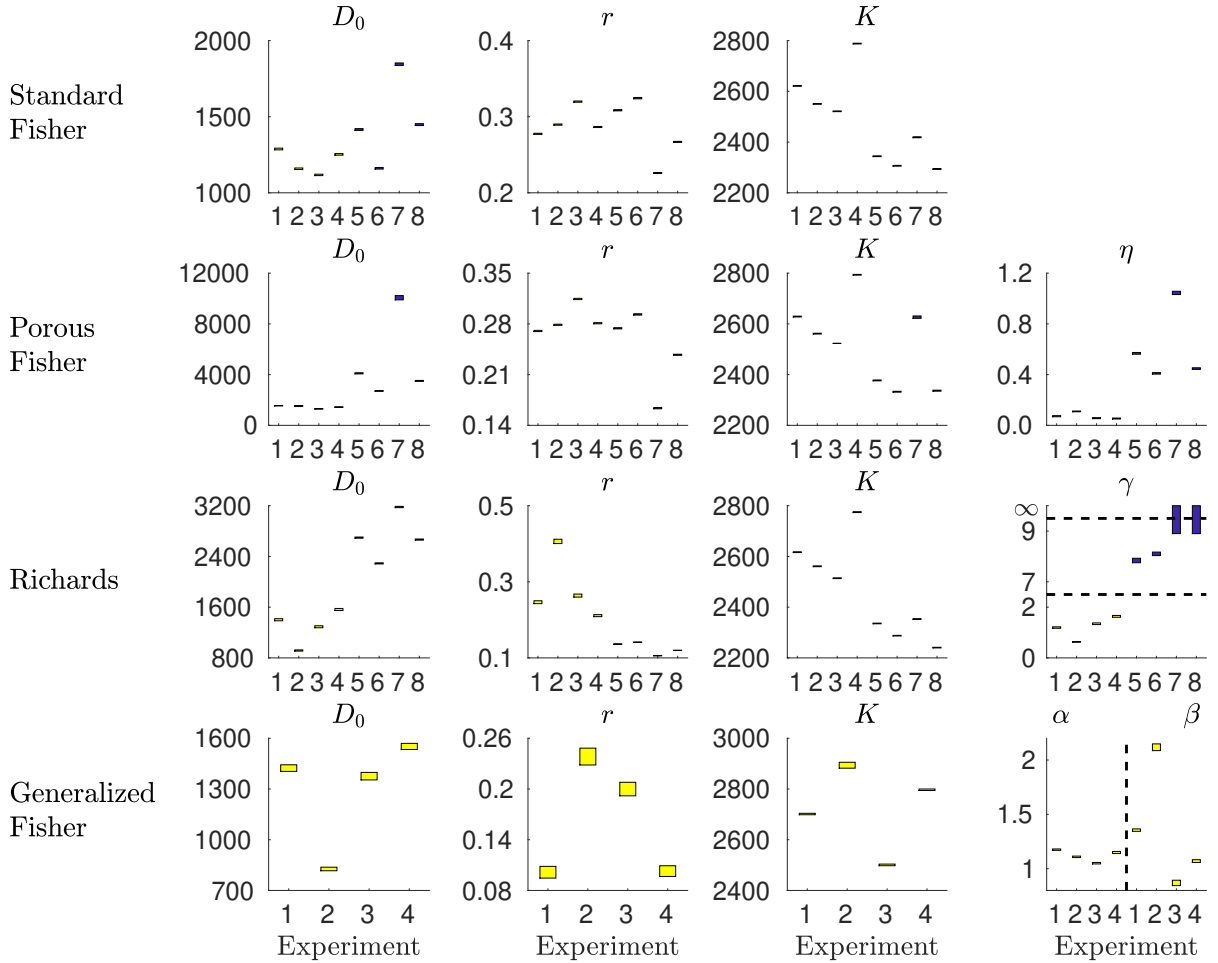 D₀ r K
Standard
Fisher
2000 0.4 2800
1500 0.3 2600
2400
1000 0.2 2200
1 2 3 4 5 6 7 8 1 2 3 4 5 6 7 8 1 2 3 4 5 6 7 8
D₀ r K η
Porous
Fisher
12000 0.35 2800 1.2
8000 0.28 2600 0.8
4000 0.21 2400 0.4
0 0.14 2200 0.0
1 2 3 4 5 6 7 8 1 2 3 4 5 6 7 8 1 2 3 4 5 6 7 8 1 2 3 4 5 6 7 8
D₀ r K γ
Richards
3200 0.5 2800 ∞
9
2400 0.3 2600 7
1600 2400 2
800 0.1 2200 0
1 2 3 4 5 6 7 8 1 2 3 4 5 6 7 8 1 2 3 4 5 6 7 8 1 2 3 4 5 6 7 8
D₀ r K α β
Generalized
Fisher
1600 0.26 3000 2
1300 0.2 2800 1.5
1000 0.14 2600 1
700 0.08 2400
1 2 3 4 1 2 3 4 1 2 3 4 1 2 3 4 1 2 3 4
Experiment Experiment Experiment Experiment